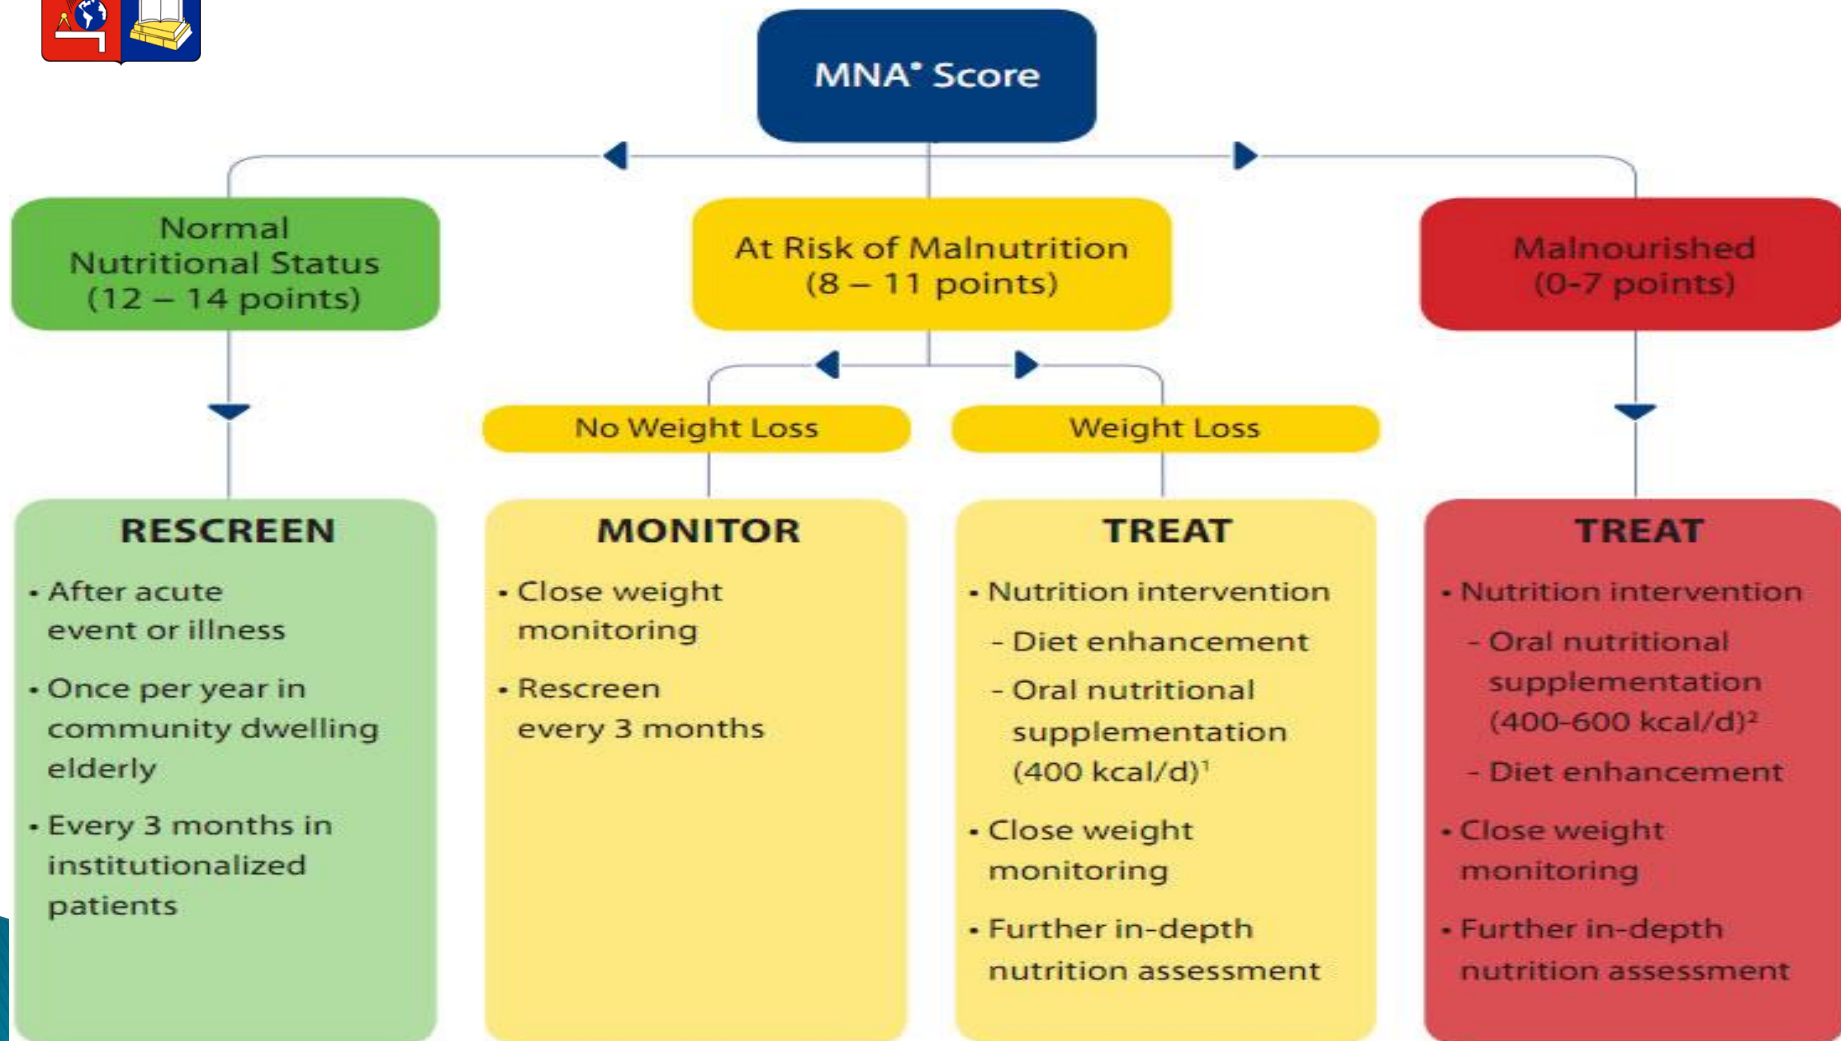 MNA® Score
Normal
Nutritional Status
(12 – 14 points)
At Risk of Malnutrition
(8 – 11 points)
Malnourished
(0-7 points)
No Weight Loss
Weight Loss
RESCREEN
• After acute
event or illness
• Once per year in
community dwelling
elderly
• Every 3 months in
institutionalized
patients
MONITOR
• Close weight
monitoring
• Rescreen
every 3 months
TREAT
• Nutrition intervention
- Diet enhancement
- Oral nutritional
supplementation
(400 kcal/d)¹
• Close weight
monitoring
• Further in-depth
nutrition assessment
TREAT
• Nutrition intervention
- Oral nutritional
supplementation
(400-600 kcal/d)²
- Diet enhancement
• Close weight
monitoring
• Further in-depth
nutrition assessment